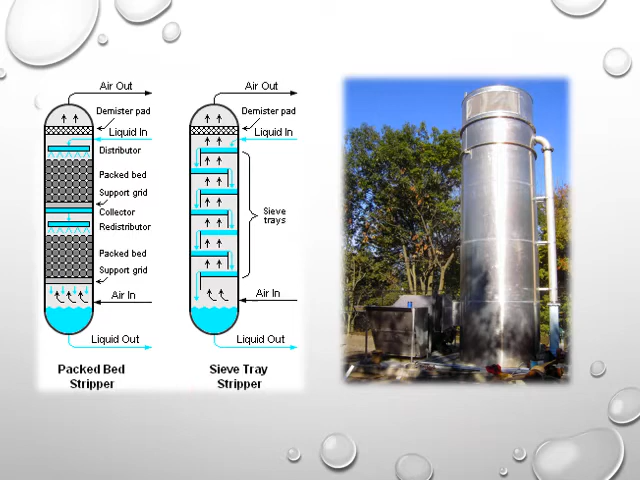 Air Out
Demister pad
Liquid In
Distributor
Packed bed
Support grid
Collector
Redistributor
Packed bed
Support grid
Air In
Liquid Out
Packed Bed
Stripper
Air Out
Demister pad
Liquid In
Sieve
trays
Air In
Liquid Out
Sieve Tray
Stripper